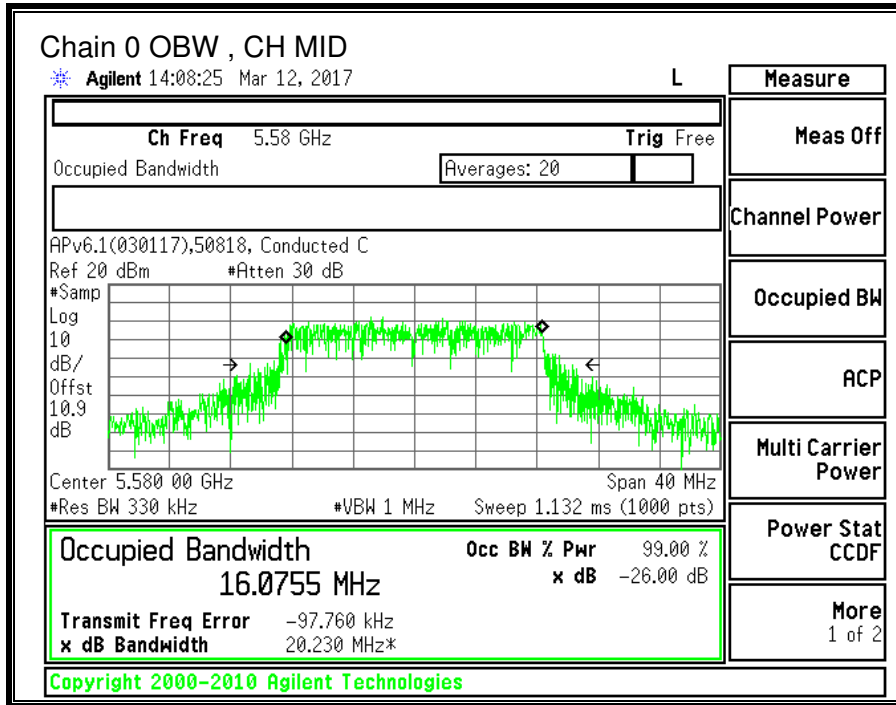 Chain 0 OBW , CH MID
Agilent 14:08:25 Mar 12, 2017 L
Measure
Ch Freq 5.58 GHz Trig Free
Meas Off
Occupied Bandwidth Averages: 20
Channel Power
APv6.1(030117),50818, Conducted C
Ref 20 dBm #Atten 30 dB
#Samp
Log
10
dB/
Offst
10.9
dB
Occupied BW
ACP
Center 5.580 00 GHz Span 40 MHz
#Res BW 330 kHz #VBW 1 MHz Sweep 1.132 ms (1000 pts)
Multi Carrier
Power
Occupied Bandwidth
16.0755 MHz
Occ BW % Pwr 99.00 %
x dB -26.00 dB
Transmit Freq Error -97.760 kHz
x dB Bandwidth 20.230 MHz*
Power Stat
CCDF
More
1 of 2
Copyright 2000-2010 Agilent Technologies